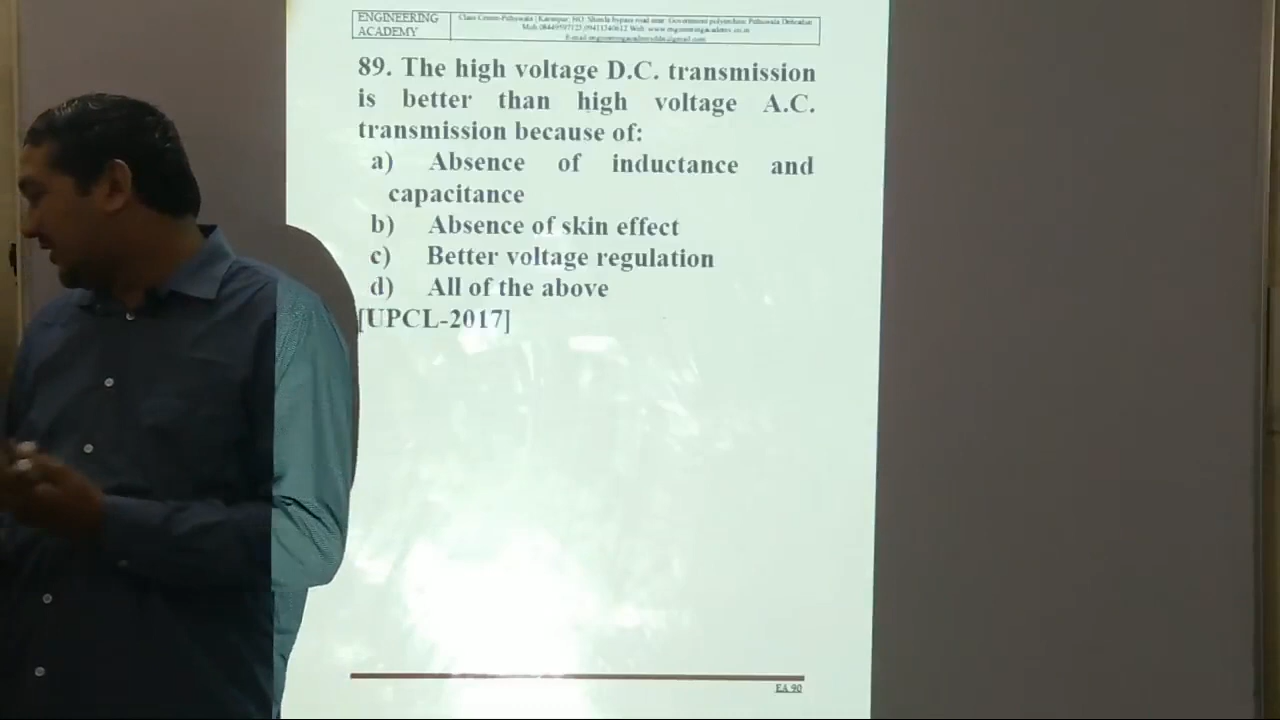 ENGINEERING
ACADEMY
89. The high voltage D.C. transmission
is better than high voltage A.C.
transmission because of:
a) Absence of inductance and
capacitance
b) Absence of skin effect
c) Better voltage regulation
d) All of the above
[UPCL-2017]
EA 90